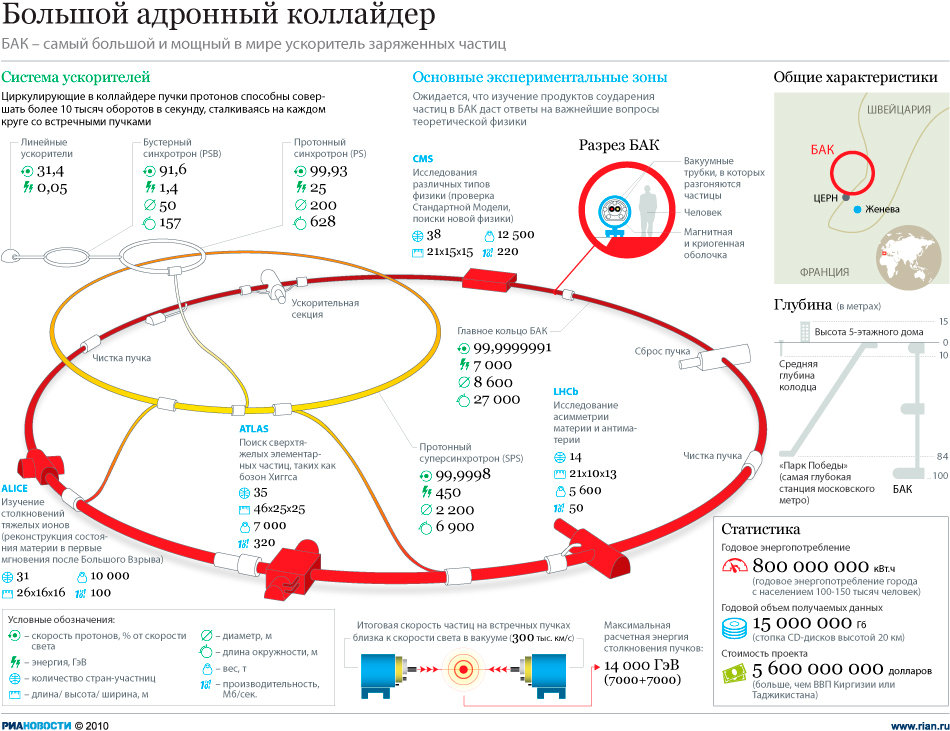 Большой адронный коллайдер
БАК – самый большой и мощный в мире ускоритель заряженных частиц
Система ускорителей
Циркулирующие в коллайдере пучки протонов способны совер-
шать более 10 тысяч оборотов в секунду, сталкиваясь на каждом
круге со встречными пучками
Линейные
ускорители
31,4
0,05
Бустерный
синхротрон (PSB)
91,6
1,4
50
157
Протонный
синхротрон (PS)
99,93
25
200
628
Основные экспериментальные зоны
Ожидается, что изучение продуктов соударения
частиц в БАК даст ответы на важнейшие вопросы
теоретической физики
CMS
Исследования
различных типов
физики (проверка
Стандартной Модели,
поиски новой физики)
38
12 500
21x15x15
220
Разрез БАК
Вакуумные
трубки, в которых
разгоняются
частицы
Человек
Магнитная
и криогенная
оболочка
Общие характеристики
ШВЕЙЦАРИЯ
БАК
ЦЕРН
Женева
ФРАНЦИЯ
Ускорительная
секция
Чистка пучка
Главное кольцо БАК
99,9999991
7 000
8 600
27 000
Сброс пучка
Чистка пучка
Глубина (в метрах)
15
Высота 5-этажного дома
0
10
Средняя
глубина
колодца
84
100
«Парк Победы»
(самая глубокая
станция московского
метро)
БАК
LHCb
Исследование
асимметрии
материи и антима-
терии
14
21x10x13
5 600
50
ATLAS
Поиск сверхтя-
желых элементар-
ных частиц, таких как
бозон Хиггса
35
46x25x25
7 000
320
Протонный
суперсинхротрон (SPS)
99,9998
450
2 200
6 900
ALICE
Изучение
столкновений
тяжелых ионов
(реконструкция состоя-
ния материи в первые
мгновения после Большого Взрыва)
31
10 000
26x16x16
100
Условные обозначения:
– скорость протонов, % от скорости
света
– энергия, ГэВ
– количество стран-участниц
– длина/ высота/ ширина, м
– диаметр, м
– длина окружности, м
– вес, т
– производительность,
Мб/сек.
Итоговая скорость частиц на встречных пучках
близка к скорости света в вакууме (300 тыс. км/с)
Максимальная
расчетная энергия
столкновения пучков:
14 000 ГэВ
(7000+7000)
Статистика
Годовое энергопотребление
800 000 000 кВт.ч
(годовое энергопотребление города
с населением 100-150 тысяч человек)
Годовой объем получаемых данных
15 000 000 Гб
(стопка CD-дисков высотой 20 км)
Стоимость проекта
5 600 000 000 долларов
(больше, чем ВВП Киргизии или
Таджикистана)
РИАНОВОСТИ © 2010
www.rian.ru